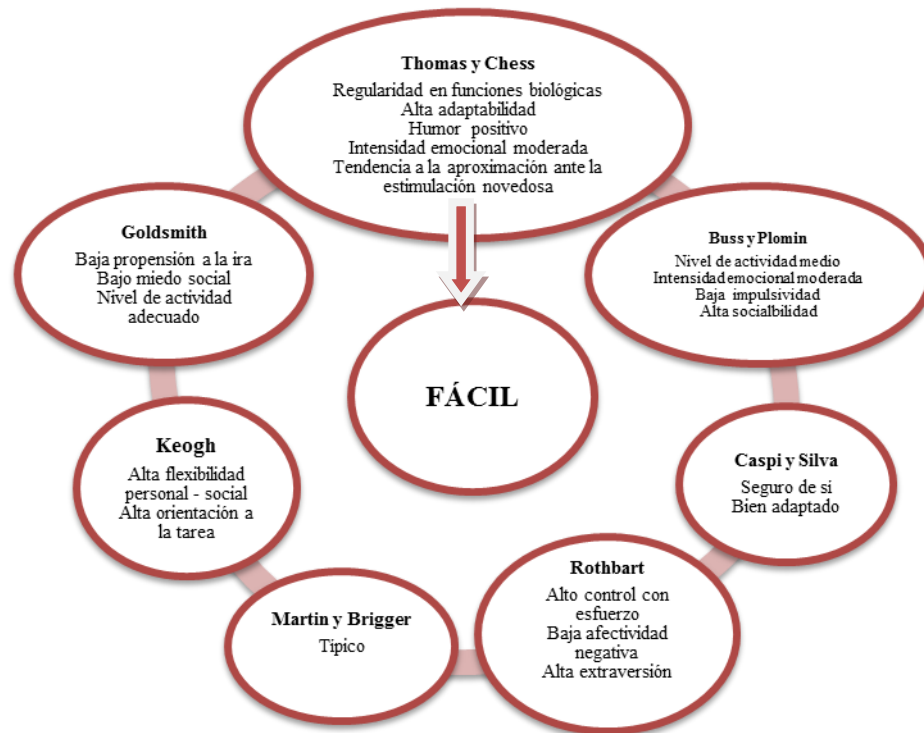 Thomas y Chess
Regularidad en funciones biológicas
Alta adaptabilidad
Humor positivo
Intensidad emocional moderada
Tendencia a la aproximación ante la
estimulación novedosa
Goldsmith
Baja propensión a la ira
Bajo miedo social
Nivel de actividad
adecuado
Buss y Plomin
Nivel de actividad medio
Intensidad emocional moderada
Baja impulsividad
Alta socialbilidad
FÁCIL
Keogh
Alta flexibilidad
personal - social
Alta orientación a
la tarea
Caspi y Silva
Seguro de si
Bien adaptado
Martin y Brigger
Típico
Rothbart
Alto control con
esfuerzo
Baja afectividad
negativa
Alta extraversión